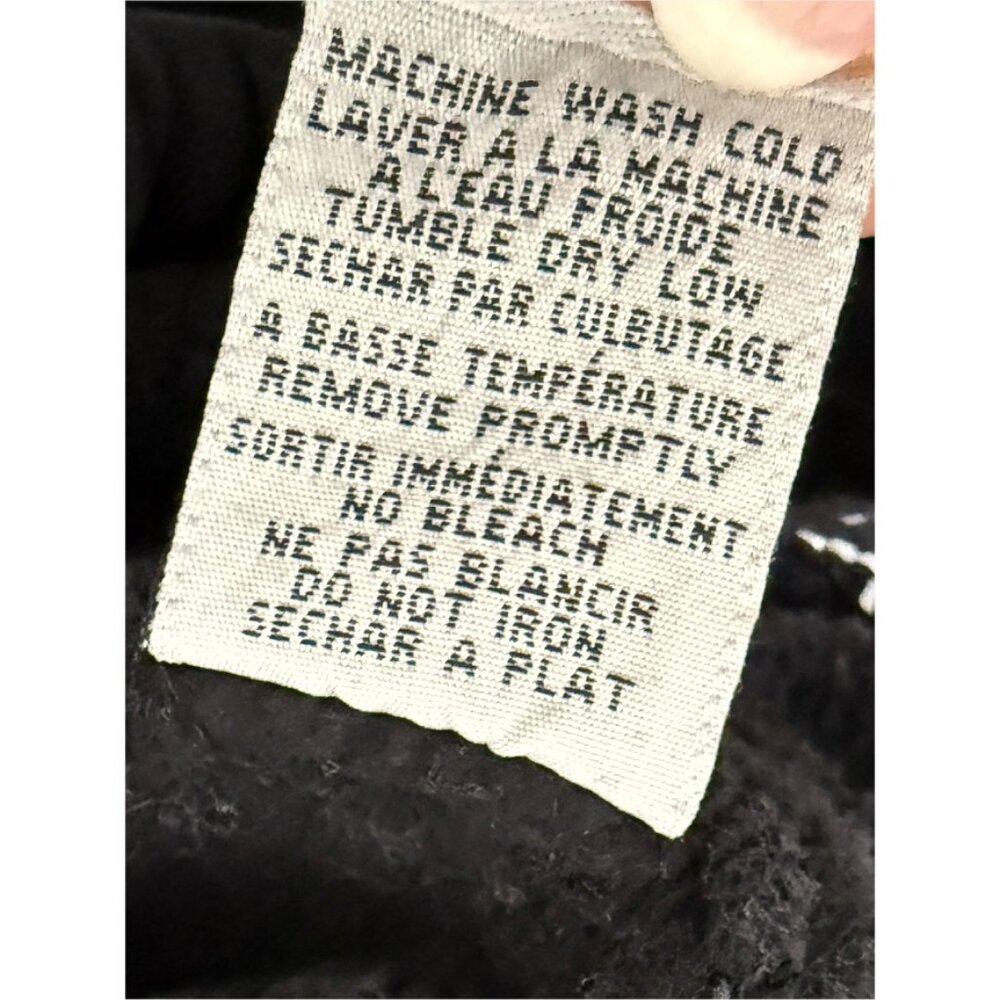 MACHINE WASH COLD
LAVER A LA MACHINE
A L'EAU FROIDE
TUMBLE DRY LOW
SECHAR PAR CULBUTAGE
A BASSE TEMPÉRATURE
REMOVE PROMPTLY
SORTIR IMMÉDIATEMENT
NO BLEACH
NE PAS BLANCIR
DO NOT IRON
SECHAR A PLAT